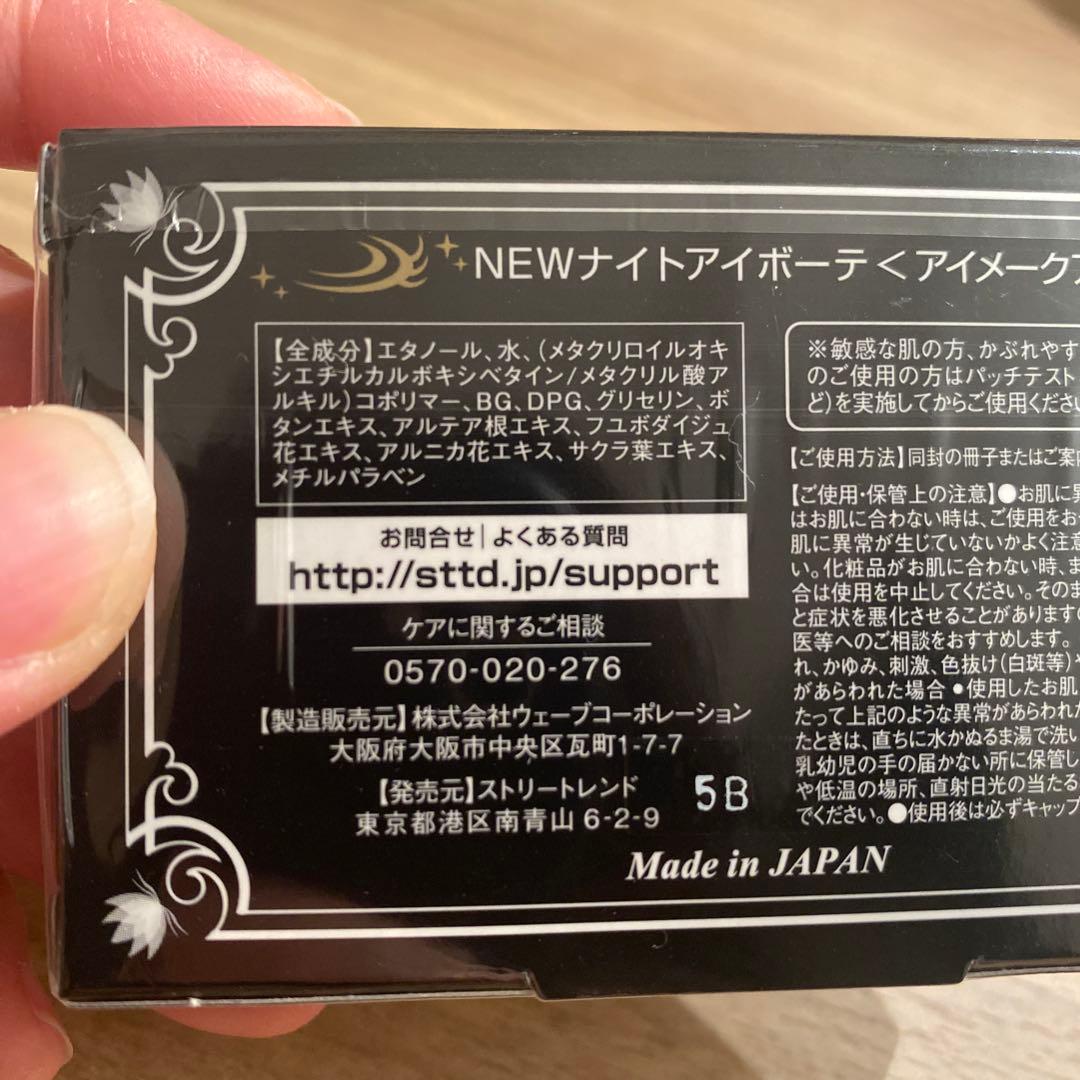 NEWナイトアイボーテ<アイメーク
【全成分】エタノール、水、(メタクリロイルオキ
シエチルカルボキシベタイン/メタクリル酸ア
ルキル)コポリマー、BG、DPG、グリセリン、ボ
タンエキス、アルテア根エキス、フユボダイジュ
花エキス、アルニカ花エキス、サクラ葉エキス、
メチルパラベン
お問合せ|よくある質問
http://sttd.jp/support
ケアに関するご相談
0570-020-276
【製造販売元】株式会社ウェーブコーポレーション
大阪府大阪市中央区瓦町1-7-7
【発売元】ストリートレンド
東京都港区南青山 6-2-9
5B
Made in JAPAN
※敏感な肌の方、かぶれやす
のご使用の方はパッチテスト
ど)を実施してからご使用ください
【ご使用方法】同封の冊子またはご案内
【ご使用・保管上の注意】●お肌に異
はお肌に合わない時は、ご使用をお
肌に異常が生じていないかよく注意
い。化粧品がお肌に合わない時、ま
合は使用を中止してください。そのま
と症状を悪化させることがありますの
医等へのご相談をおすすめします。
れ、かゆみ、刺激、色抜け(白斑等)や
があらわれた場合 •使用したお肌
たって上記のような異常があらわれた
たときは、直ちに水かぬるま湯で洗い
乳幼児の手の届かない所に保管し
や低温の場所、直射日光の当たる
でください。●使用後は必ずキャップ